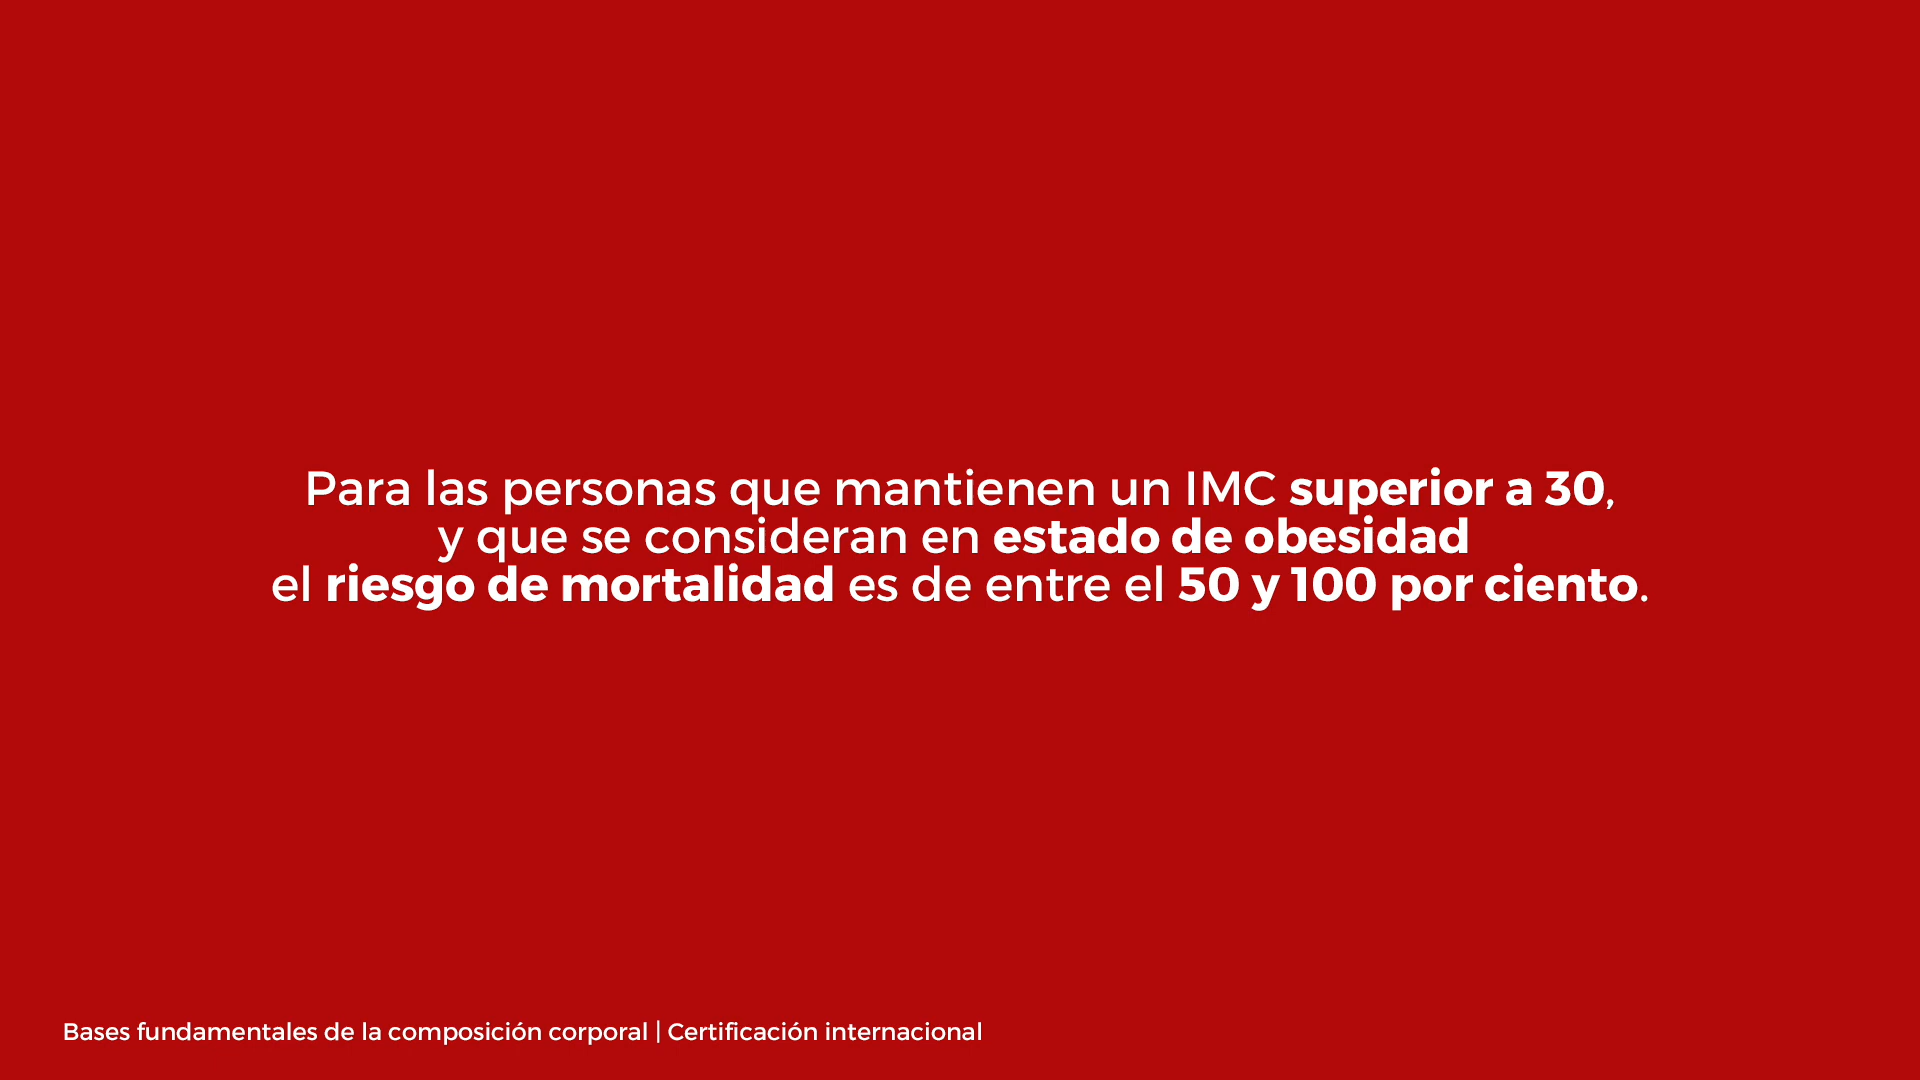 Para las personas que mantienen un IMC superior a 30,
y que se consideran en estado de obesidad
el riesgo de mortalidad es de entre el 50 y 100 por ciento.
Bases fundamentales de la composición corporal | Certificación internacional